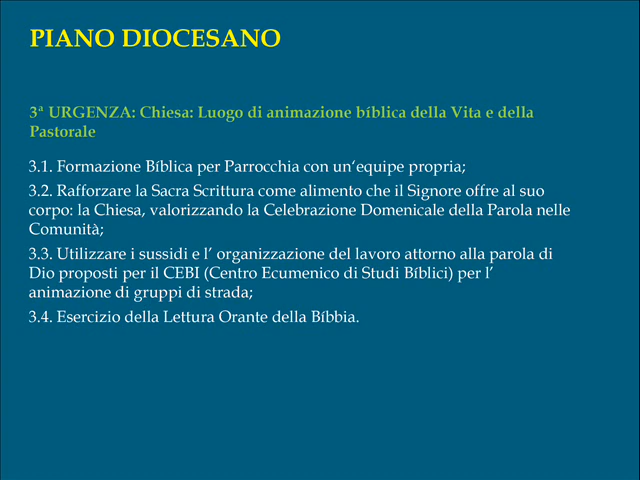 PIANO DIOCESANO
3ª URGENZA: Chiesa: Luogo di animazione bíblica della Vita e della
Pastorale
3.1. Formazione Bíblica per Parrocchia con un‘equipe propria;
3.2. Rafforzare la Sacra Scrittura come alimento che il Signore offre al suo
corpo: la Chiesa, valorizzando la Celebrazione Domenicale della Parola nelle
Comunità;
3.3. Utilizzare i sussidi e l’ organizzazione del lavoro attorno alla parola di
Dio proposti per il CEBI (Centro Ecumenico di Studi Bíblici) per l’
animazione di gruppi di strada;
3.4. Esercizio della Lettura Orante della Bíbbia.